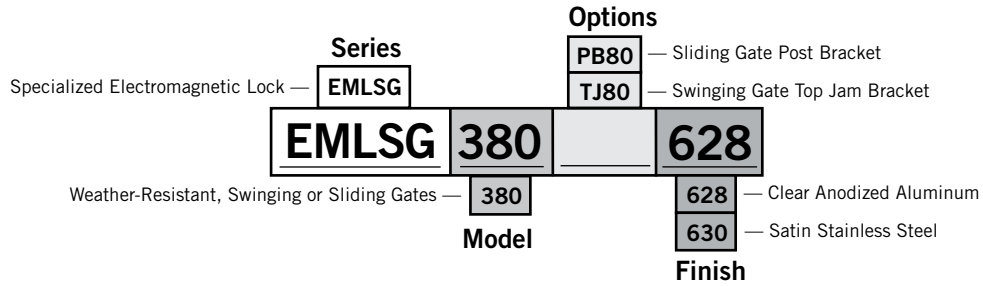 Options
Series
PB80 — Sliding Gate Post Bracket
Specialized Electromagnetic Lock — EMLSG
TJ80 — Swinging Gate Top Jam Bracket
EMLSG 380 628
Weather-Resistant, Swinging or Sliding Gates — 380
628 — Clear Anodized Aluminum
630 — Satin Stainless Steel
Model
Finish